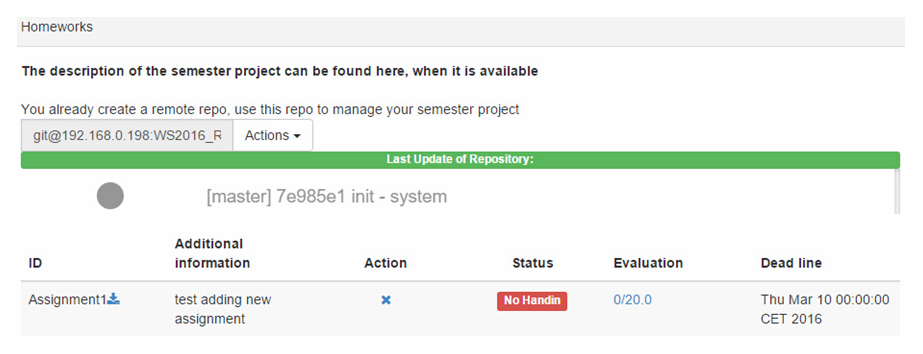 Homeworks
The description of the semester project can be found here, when it is available
You already create a remote repo, use this repo to manage your semester project
git@192.168.0.198:WS2016_R Actions
Last Update of Repository:
[master] 7e985e1 init - system
ID Additional information Action Status Evaluation Dead line
Assignment1 test adding new assignment No Handin 0/20.0 Thu Mar 10 00:00:00 CET 2016